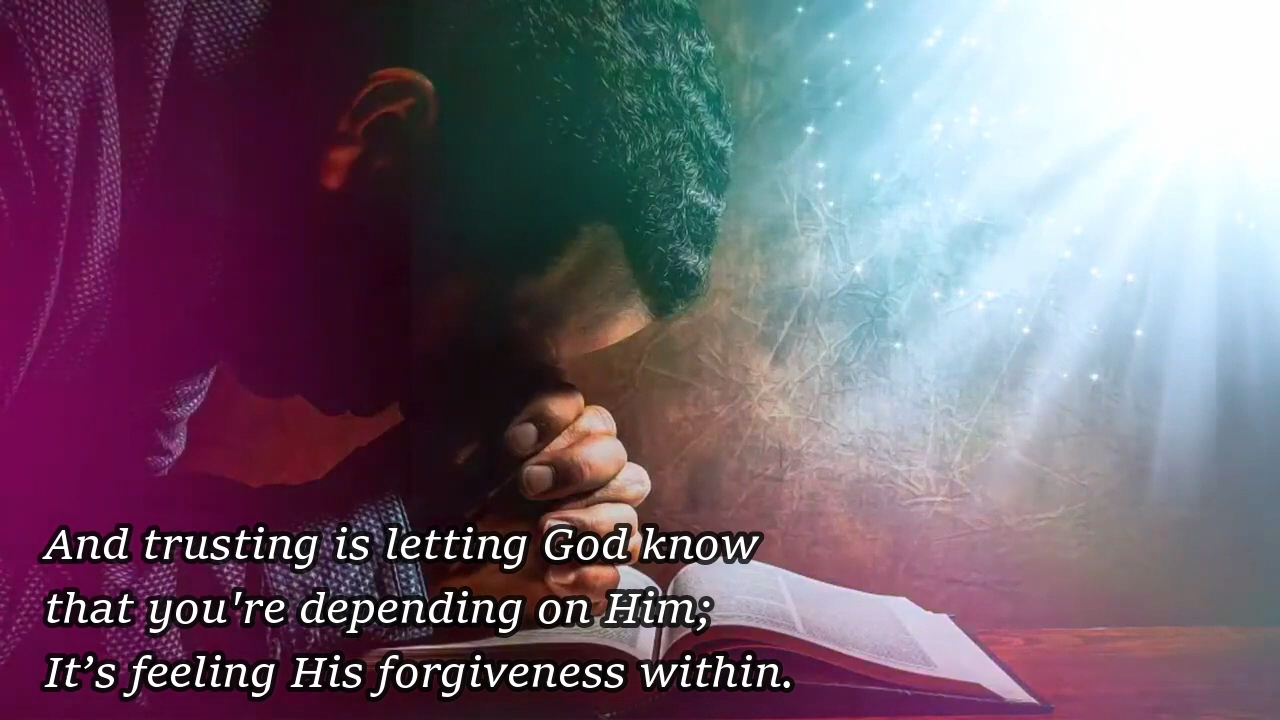 And trusting is letting God know
that you're depending on Him;
It’s feeling His forgiveness within.